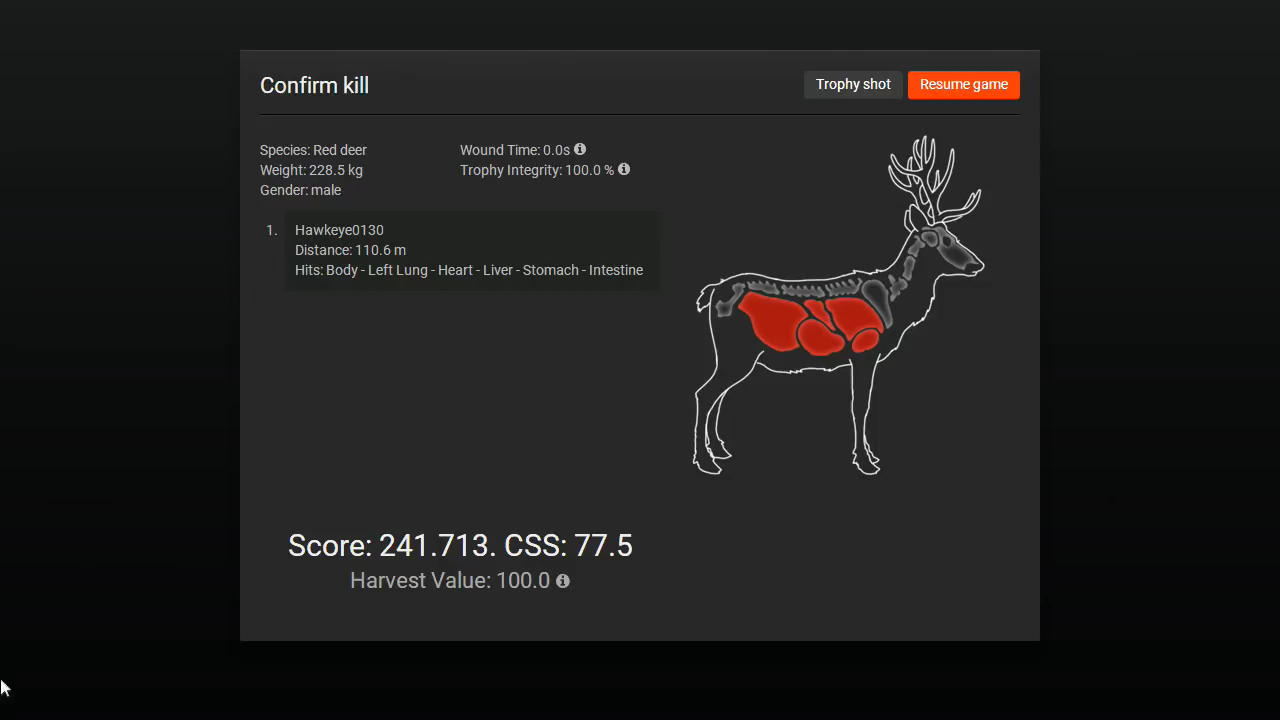 Confirm kill
Trophy shot
Resume game
Species: Red deer
Weight: 228.5 kg
Gender: male
Wound Time: 0.0s
Trophy Integrity: 100.0 %
1. Hawkeye0130
Distance: 110.6 m
Hits: Body - Left Lung - Heart - Liver - Stomach - Intestine
Score: 241.713. CSS: 77.5
Harvest Value: 100.0